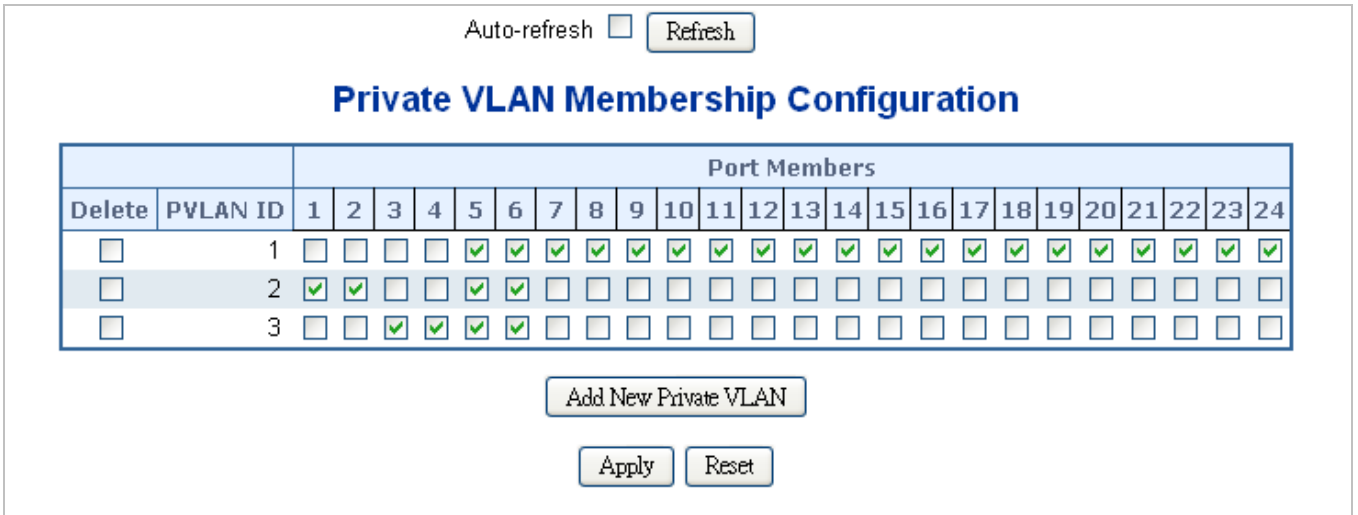 Auto-refresh Refresh
Private VLAN Membership Configuration
Port Members
Delete PVLAN ID 1 2 3 4 5 6 7 8 9 10 11 12 13 14 15 16 17 18 19 20 21 22 23 24
1
2
3
Add New Private VLAN
Apply Reset